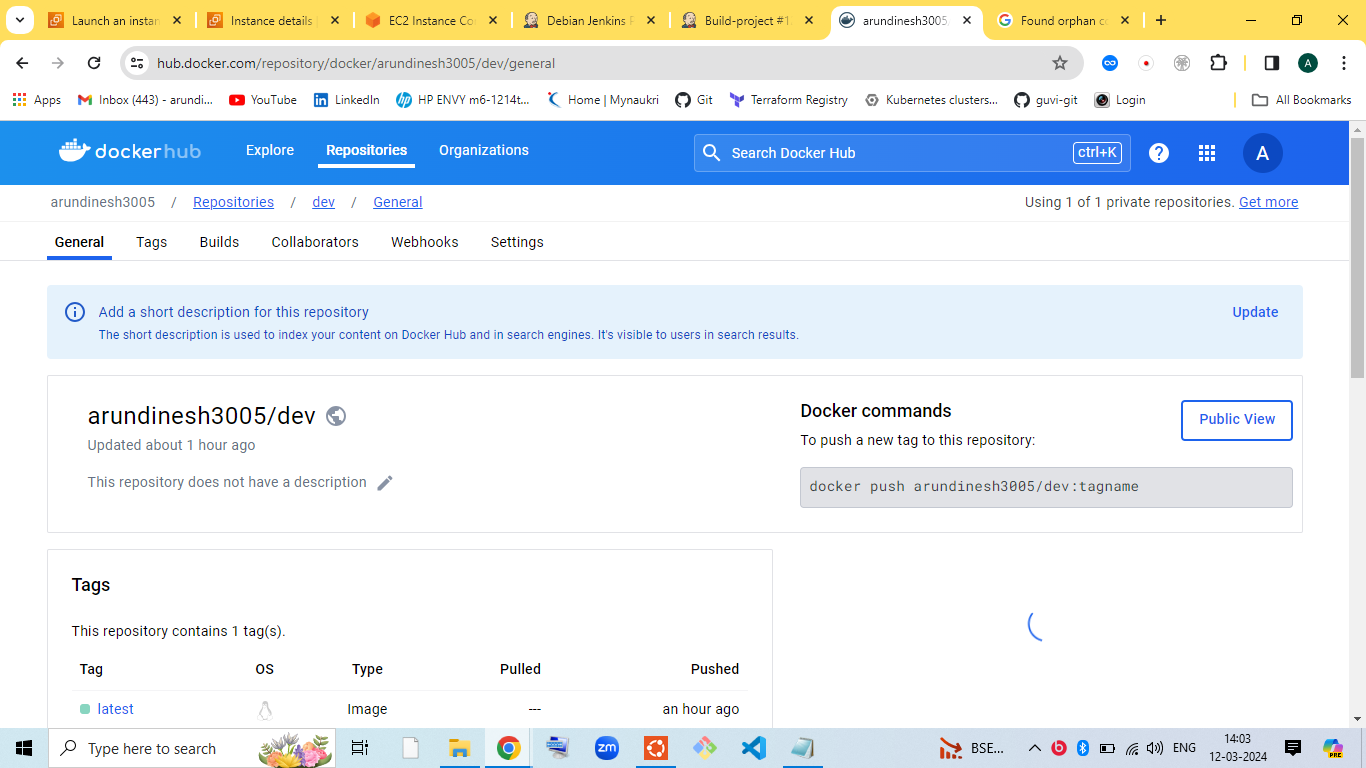 Launch an instan
Instance details
EC2 Instance Co
Debian Jenkins P
Build-project #1
arundinesh3005
Found orphan co
hub.docker.com/repository/docker/arundinesh3005/dev/general
A
Apps
Inbox (443) - arundi...
YouTube
LinkedIn
HP ENVY m6-1214t...
Home | Mynaukri
Git
Terraform Registry
Kubernetes clusters...
guvi-git
Login
All Bookmarks
docker hub
Explore
Repositories
Organizations
Search Docker Hub
ctrl+K
?
A
arundinesh3005 / Repositories / dev / General
Using 1 of 1 private repositories. Get more
General
Tags
Builds
Collaborators
Webhooks
Settings
Add a short description for this repository
Update
The short description is used to index your content on Docker Hub and in search engines. It's visible to users in search results.
arundinesh3005/dev
Updated about 1 hour ago
This repository does not have a description
Docker commands
Public View
To push a new tag to this repository:
docker push arundinesh3005/dev:tagname
Tags
This repository contains 1 tag(s).
Tag OS Type Pulled Pushed
latest Image --- an hour ago
Type here to search
zm
BSE...
ENG
14:03
12-03-2024
PRE